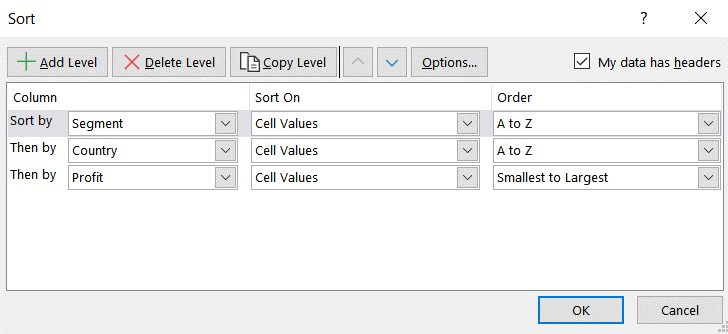 Sort
? ×
Add Level Delete Level Copy Level Options... My data has headers
Column Sort On Order
Sort by Segment Cell Values A to Z
Then by Country Cell Values A to Z
Then by Profit Cell Values Smallest to Largest
OK Cancel